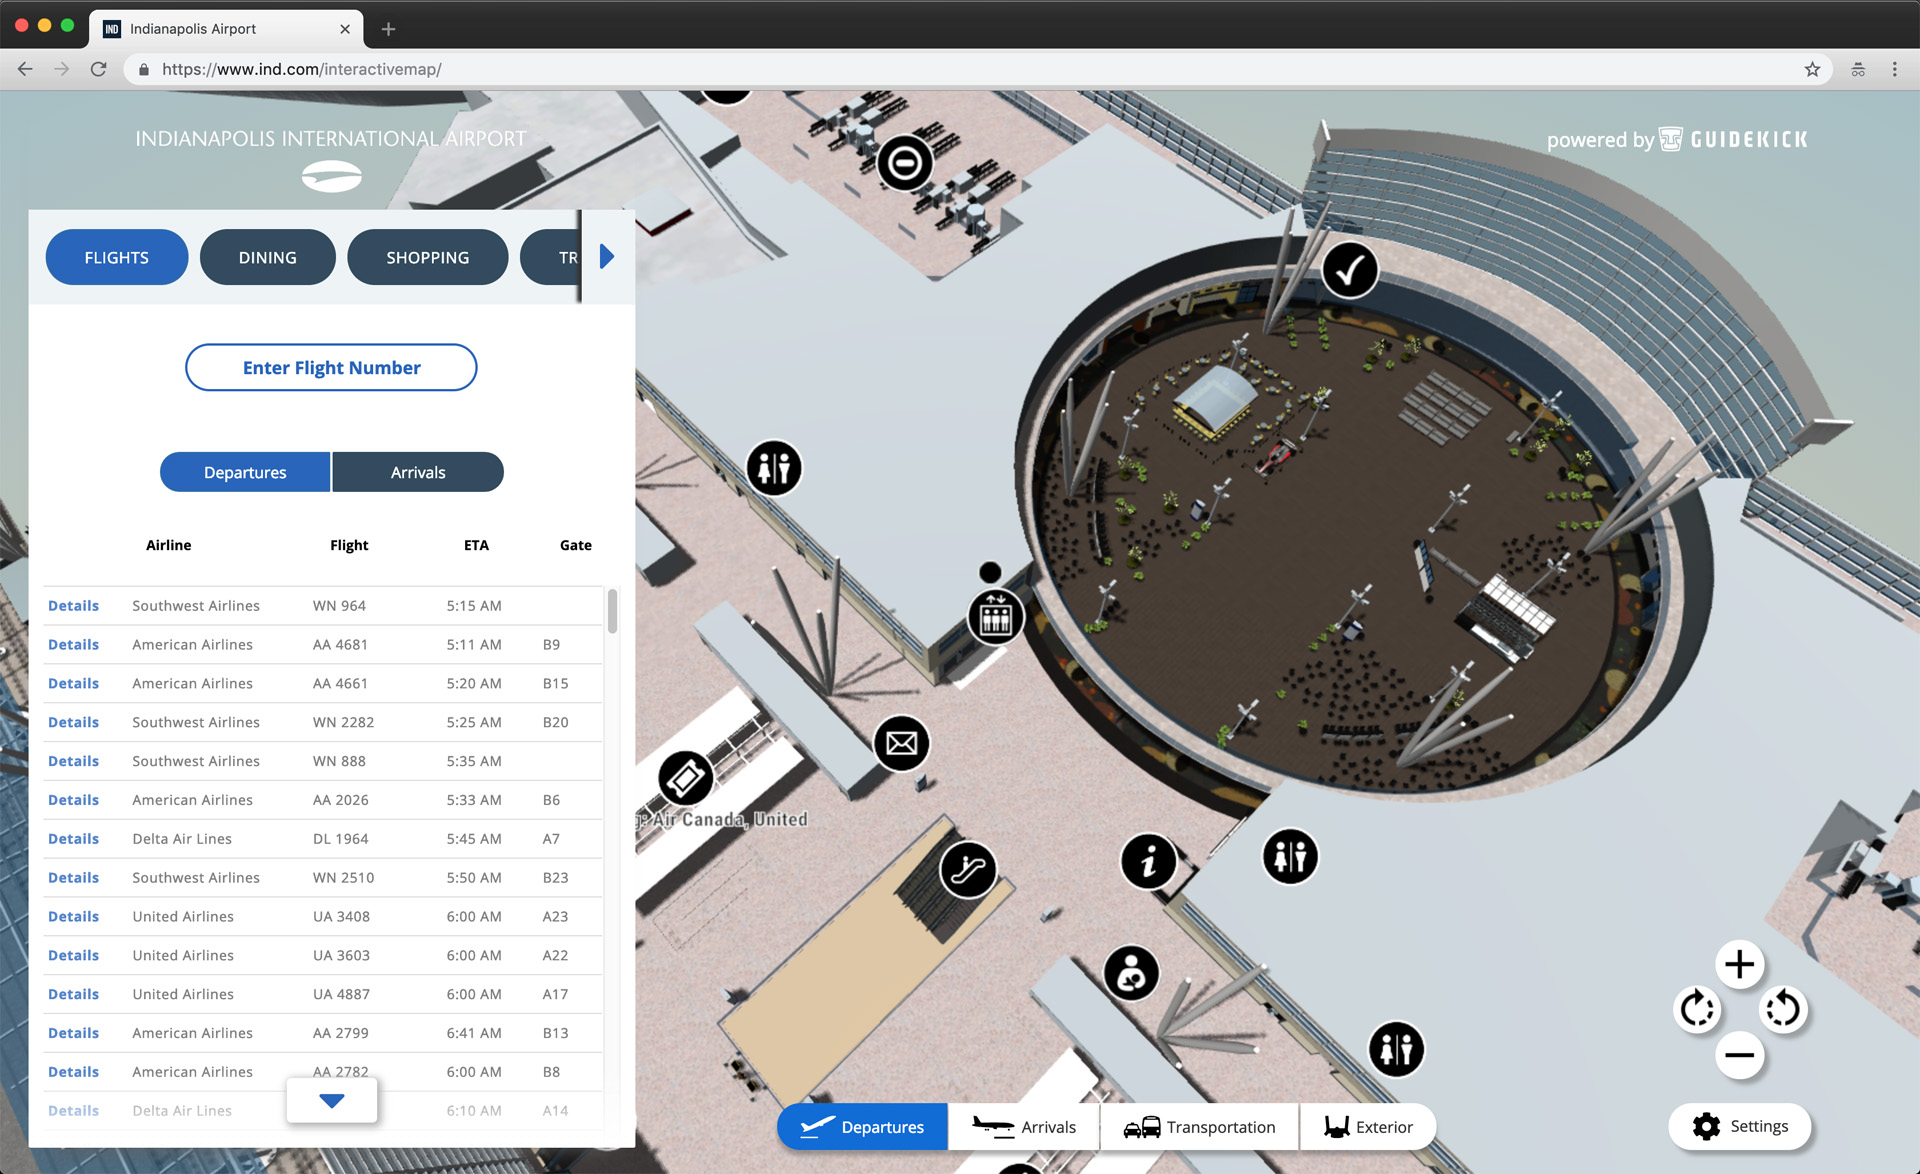 Indianapolis Airport
https://www.ind.com/interactivemap/
INDIANAPOLIS INTERNATIONAL AIRPORT
powered by GUIDEKICK
FLIGHTS DINING SHOPPING TR
Enter Flight Number
Departures Arrivals
Airline Flight ETA Gate
Details Southwest Airlines WN 964 5:15 AM
Details American Airlines AA 4681 5:11 AM B9
Details American Airlines AA 4661 5:20 AM B15
Details Southwest Airlines WN 2282 5:25 AM B20
Details Southwest Airlines WN 888 5:35 AM
Details American Airlines AA 2026 5:33 AM B6
Details Delta Air Lines DL 1964 5:45 AM A7
Details Southwest Airlines WN 2510 5:50 AM B23
Details United Airlines UA 3408 6:00 AM A23
Details United Airlines UA 3603 6:00 AM A22
Details United Airlines UA 4887 6:00 AM A17
Details American Airlines AA 2799 6:41 AM B13
Details American Airlines AA 2782 6:00 AM B8
Details Delta Air Lines 6:10 AM A14
g: Air Canada, United
Departures Arrivals Transportation Exterior
Settings